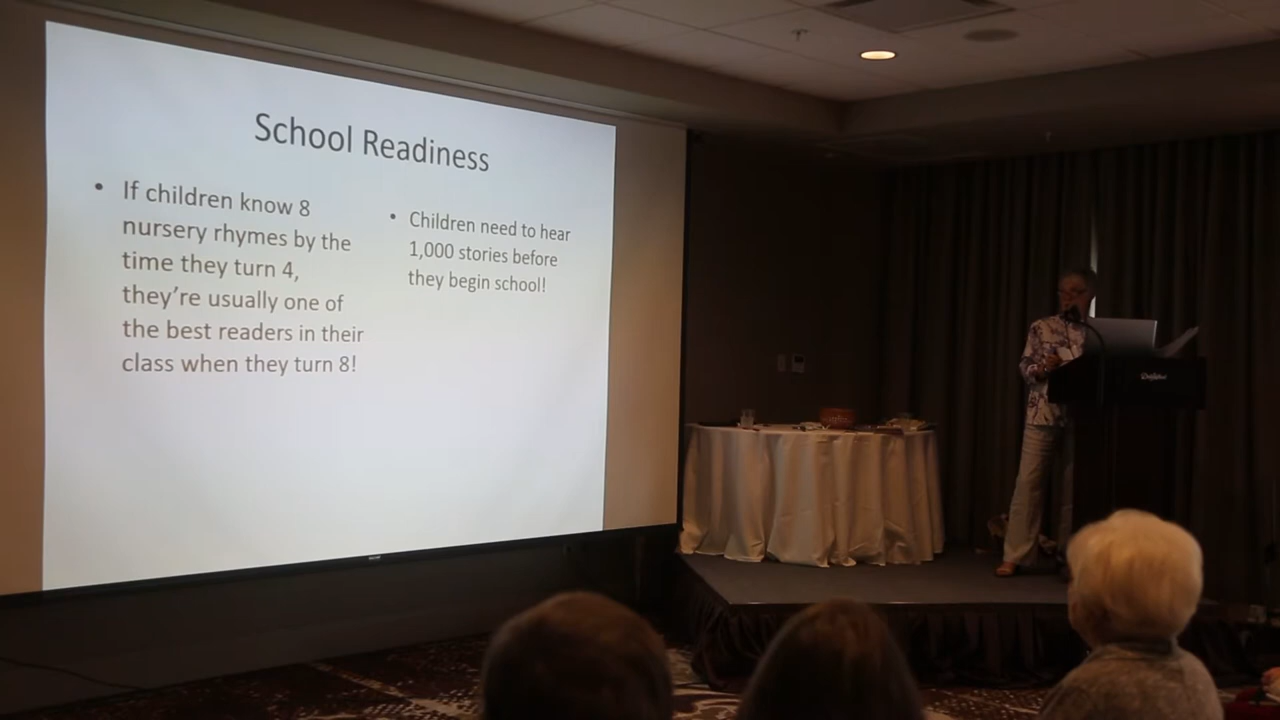 School Readiness
• If children know 8
nursery rhymes by the
time they turn 4,
they're usually one of
the best readers in their
class when they turn 8!
• Children need to hear
1,000 stories before
they begin school!